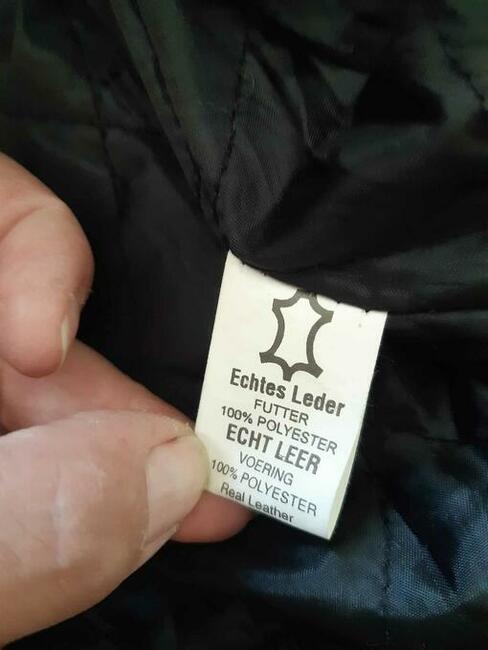 Echtes Leder
FUTTER
100% POLYESTER
ECHT LEER
VOERING
100% POLYESTER
Real Leather